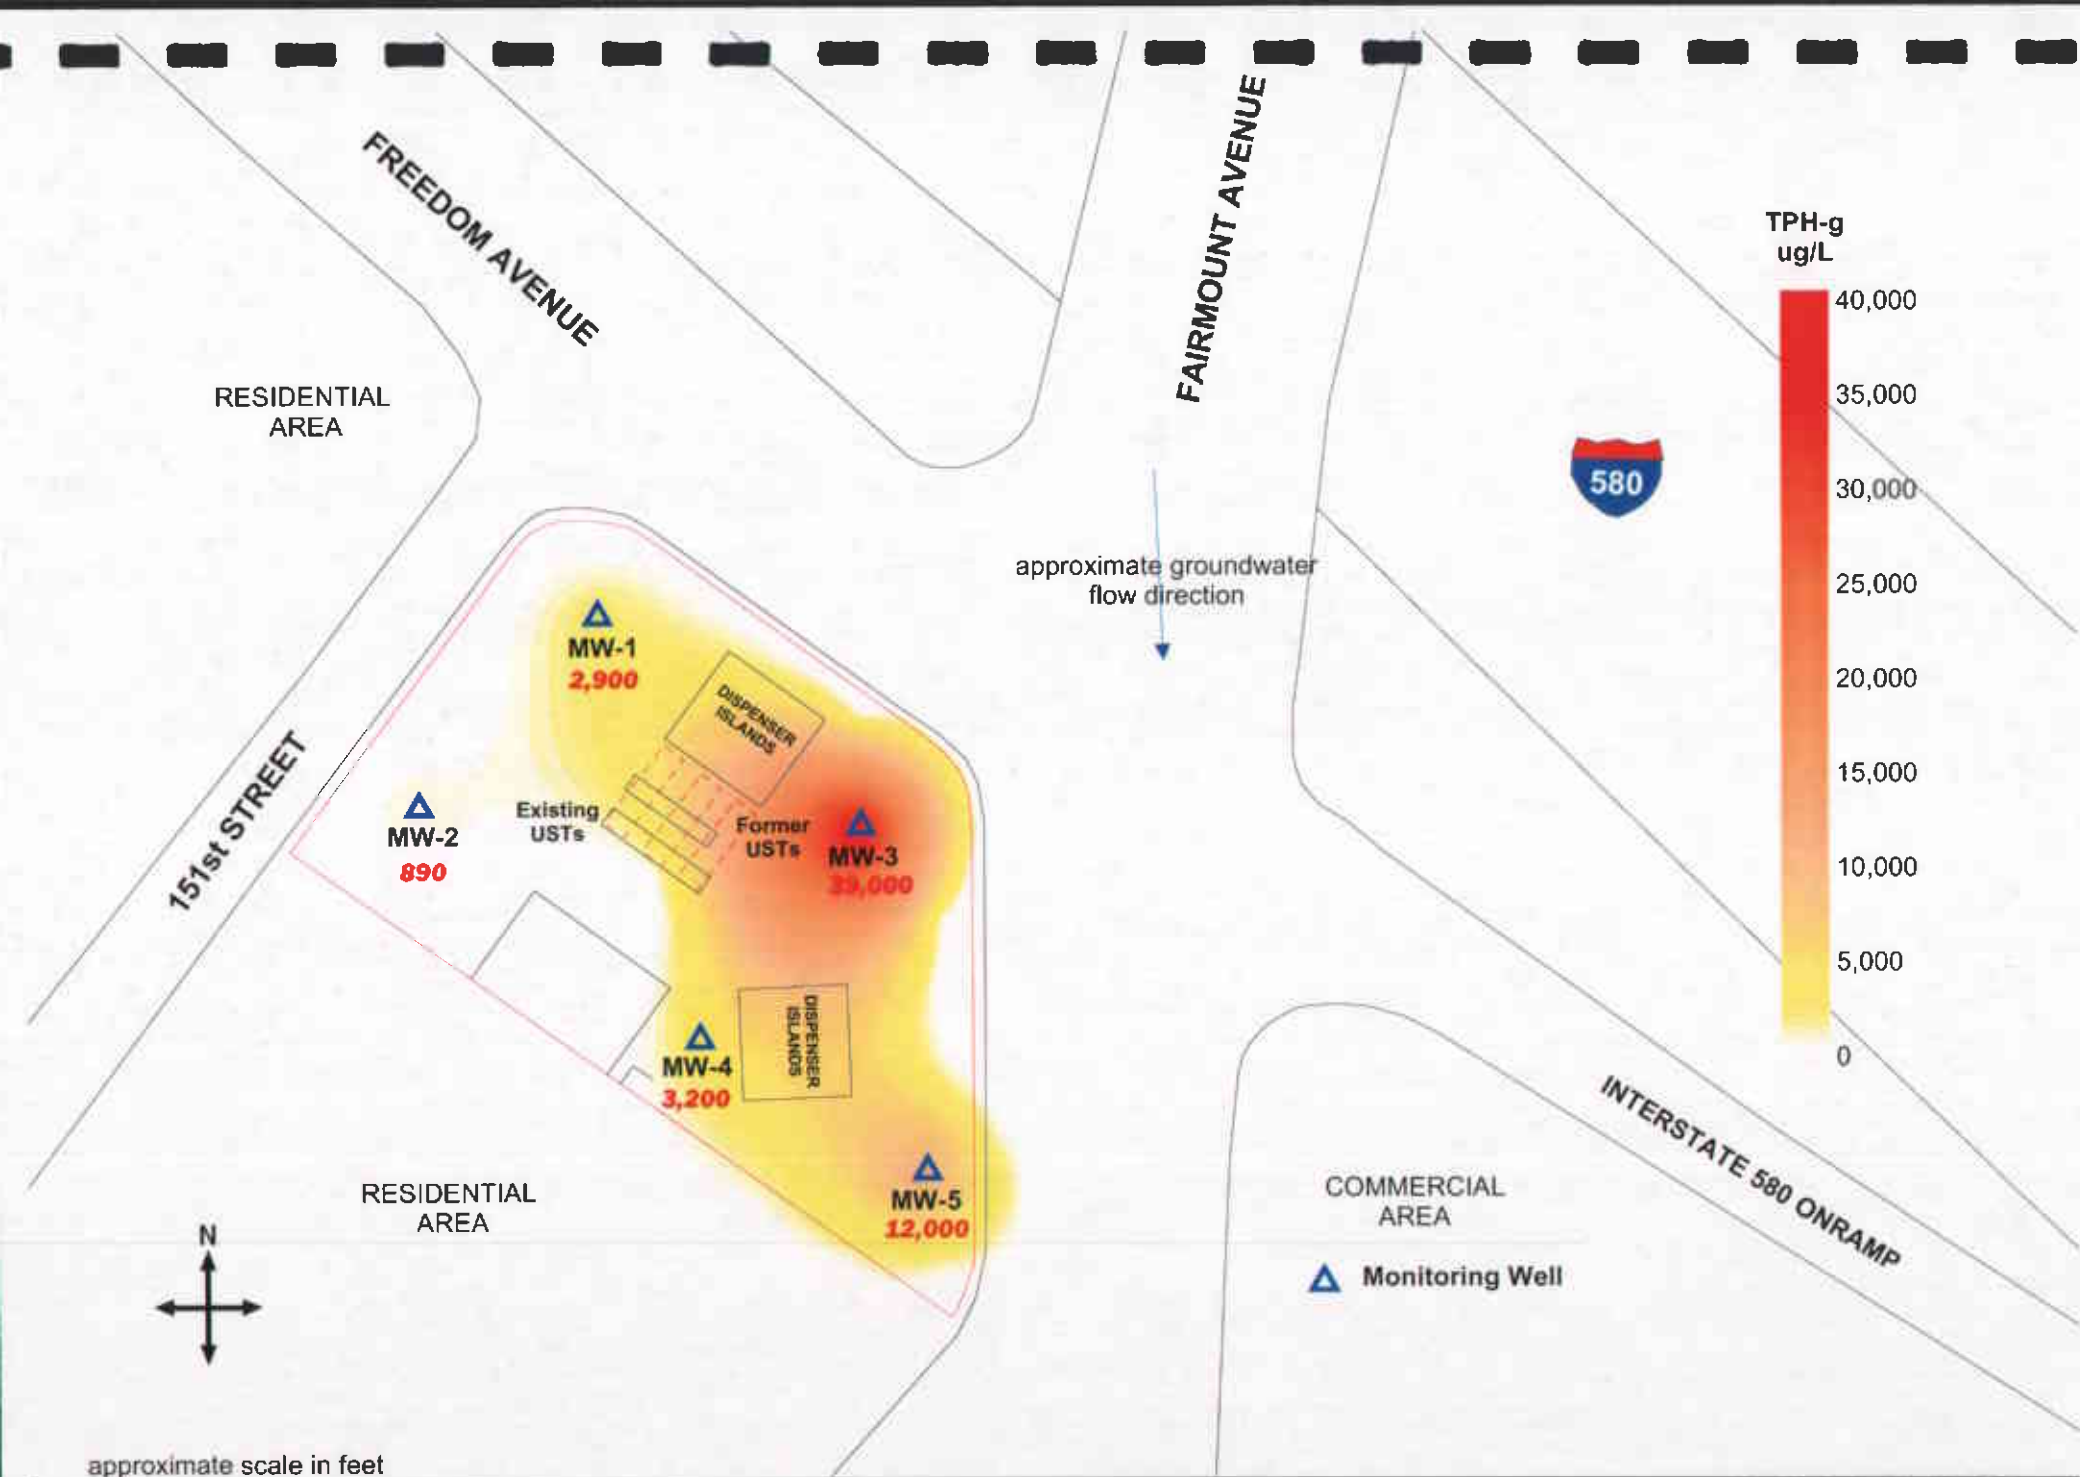 FREEDOM AVENUE
FAIRMOUNT AVENUE
TPH-g
ug/L
40,000
35,000
30,000
25,000
20,000
15,000
10,000
5,000
0
RESIDENTIAL
AREA
580
approximate groundwater
flow direction
MW-1
2,900
DISPENSER
ISLANDS
151st STREET
MW-2
890
Existing
USTs
Former
USTs
MW-3
39,000
DISPENSER
ISLANDS
MW-4
3,200
MW-5
12,000
RESIDENTIAL
AREA
N
COMMERCIAL
AREA
Monitoring Well
INTERSTATE 580 ONRAMP
approximate scale in feet